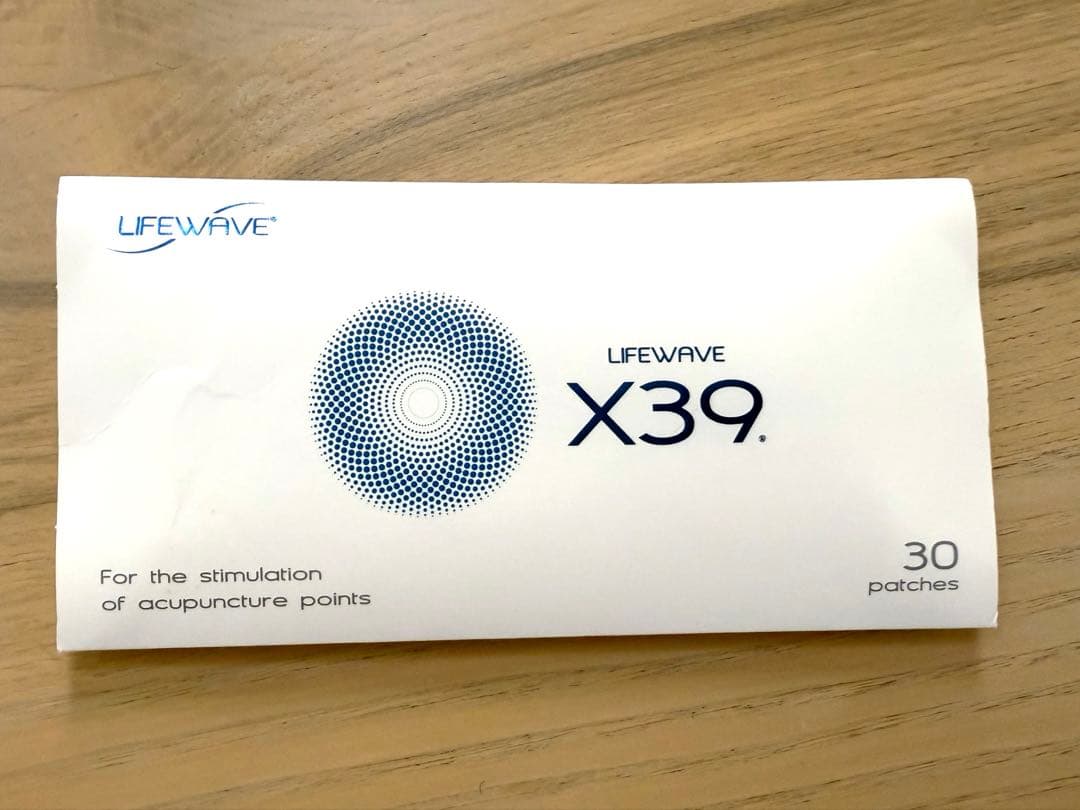 LIFEWAVE®
LIFEWAVE
X39®
For the stimulation
of acupuncture points
30
patches